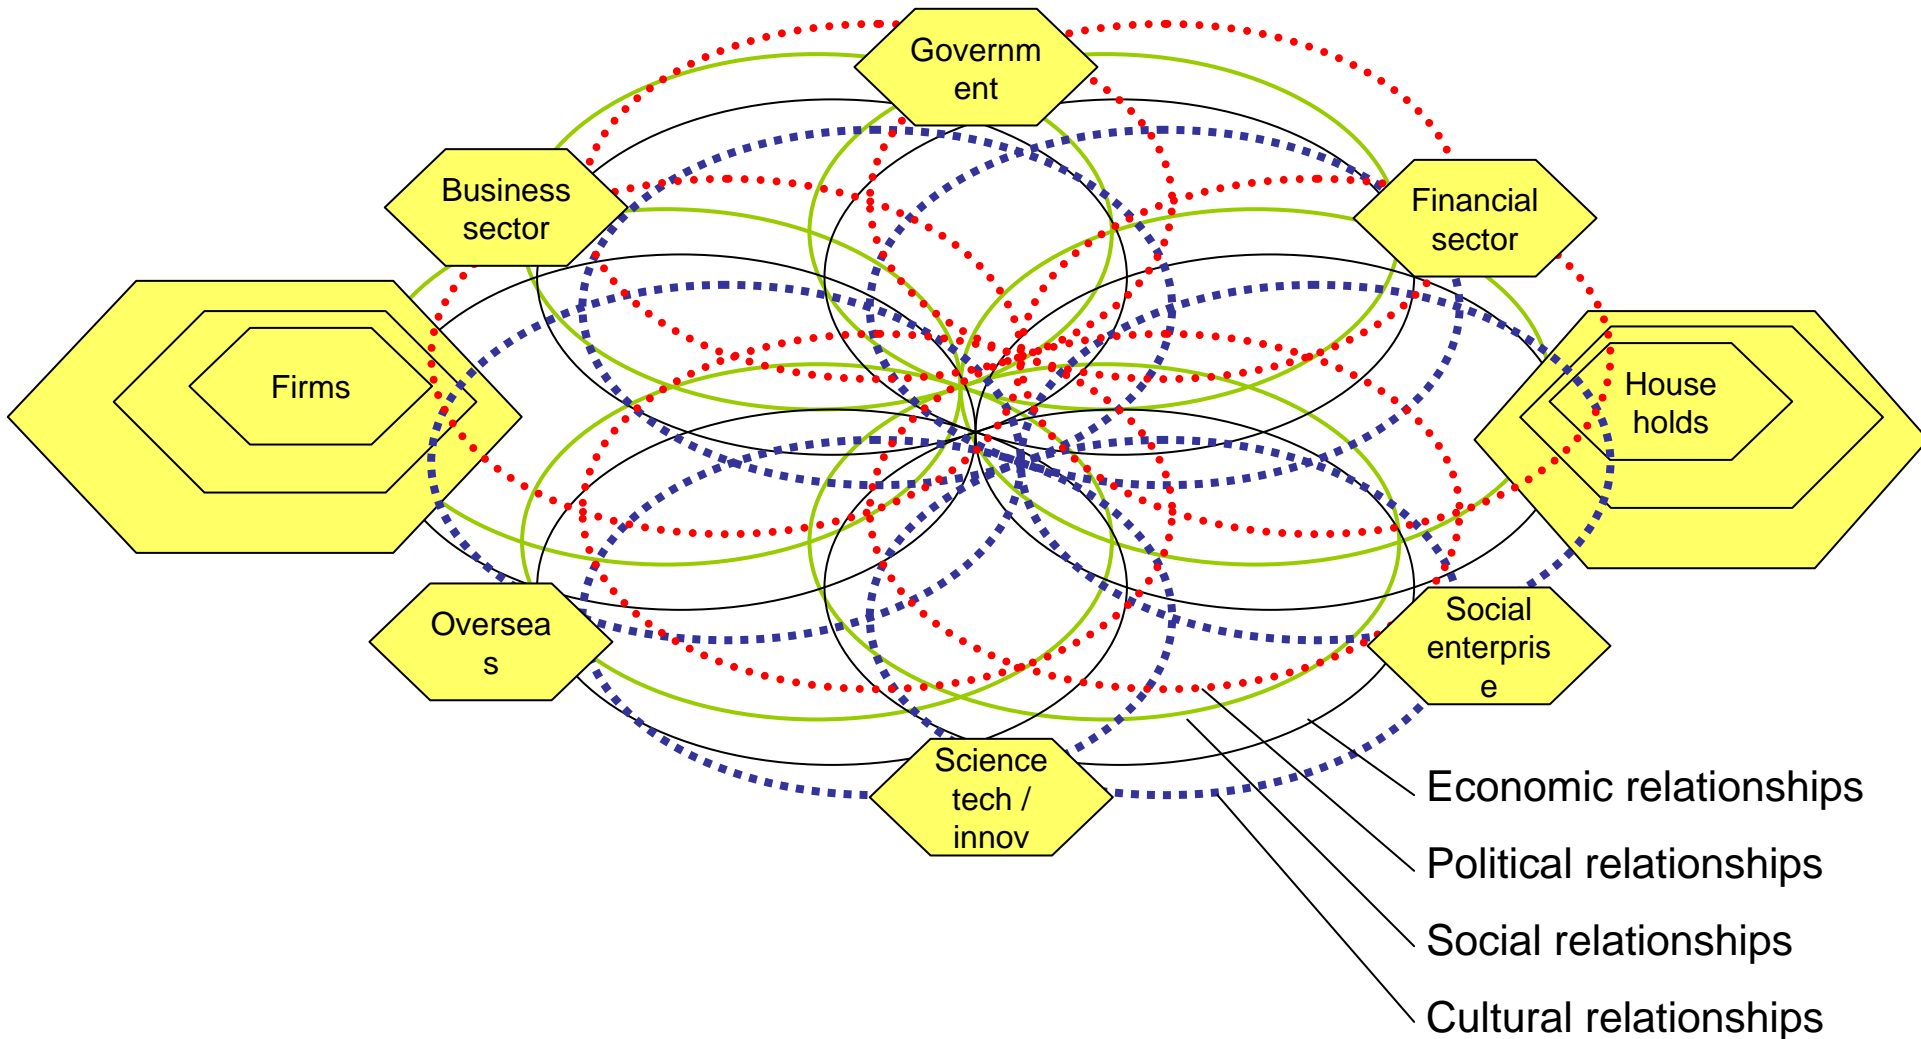 Governm
ent
Business
sector
Financial
sector
Firms
House
holds
Oversea
s
Social
enterpris
e
Science
tech /
innov
Economic relationships
Political relationships
Social relationships
Cultural relationships